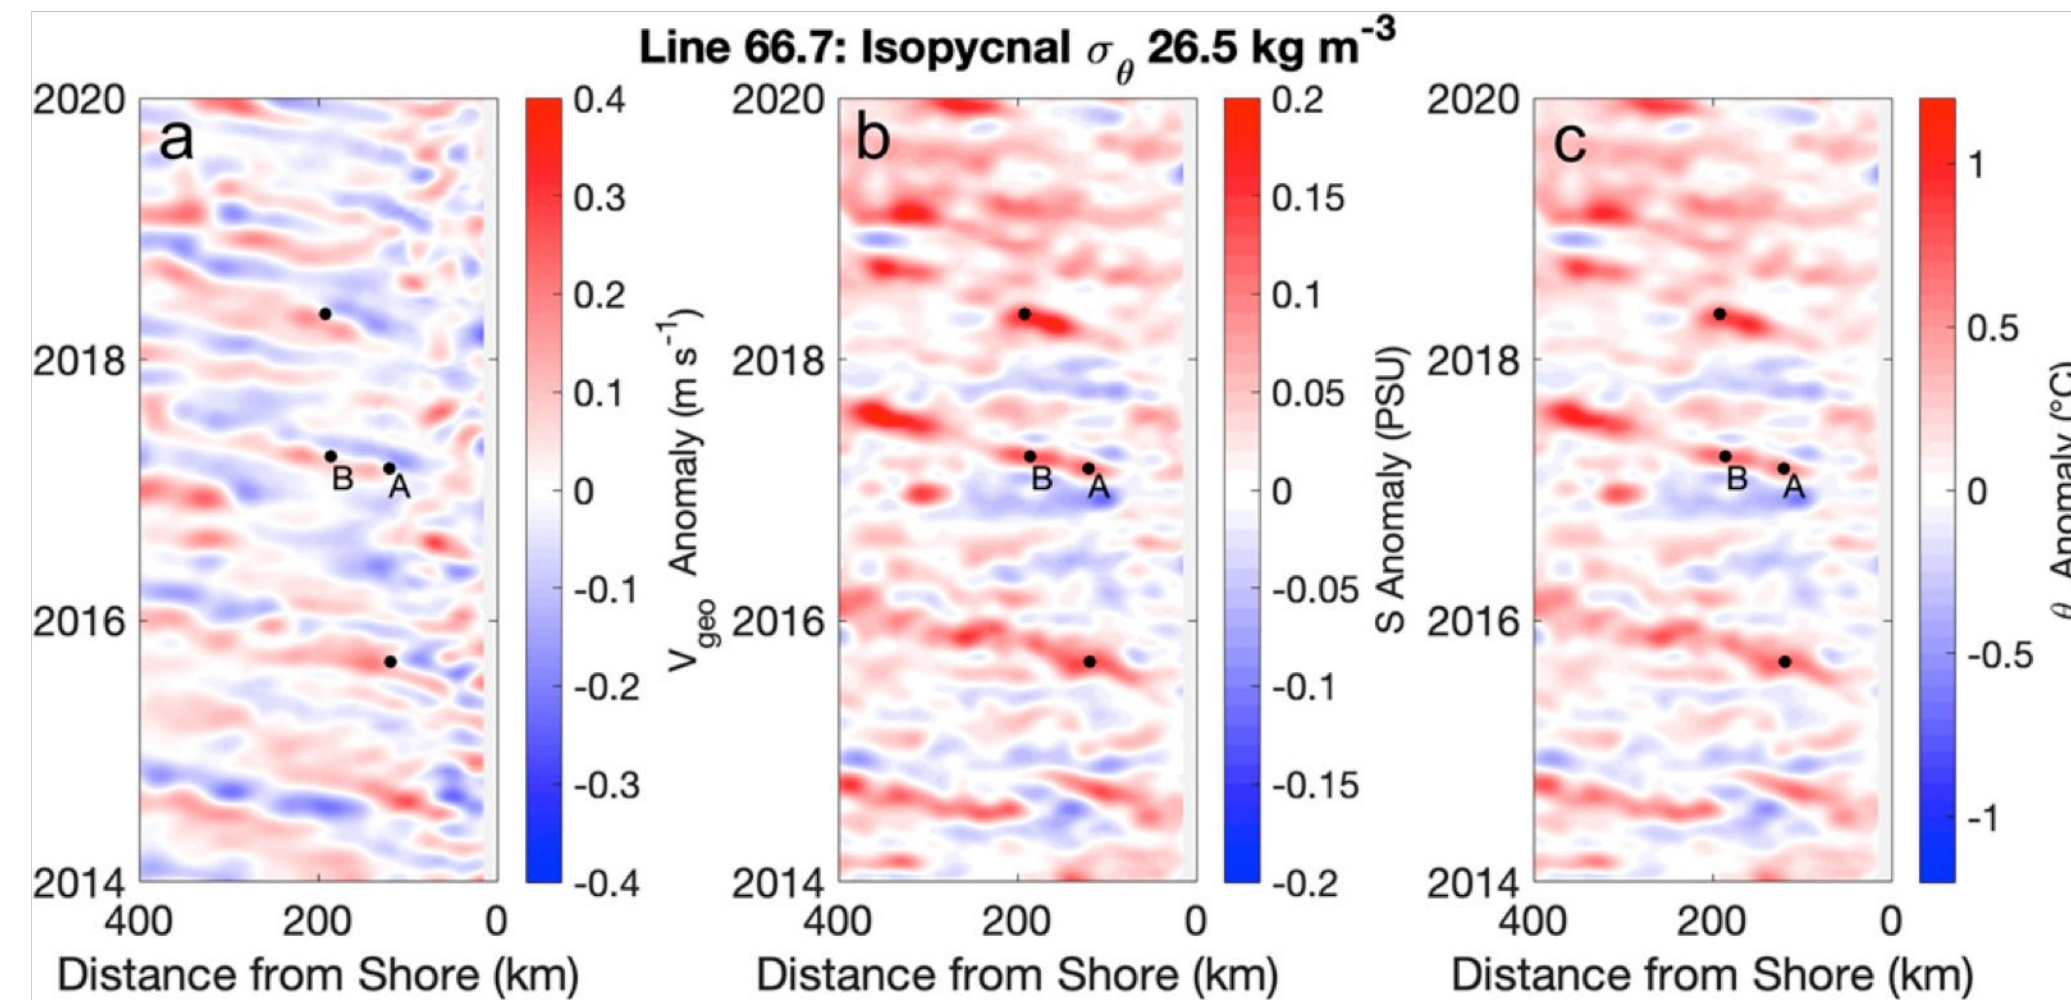 Line 66.7: Isopycnal σθ 26.5 kg m-3
a
2020
2018
2016
2014
400 200 0
Distance from Shore (km)
B
A
0.4
0.3
0.2
0.1
0
-0.1
-0.2
-0.3
-0.4
Vgeo Anomaly (m s-1)
b
2020
2018
2016
2014
400 200 0
Distance from Shore (km)
B
A
0.2
0.15
0.1
0.05
0
-0.05
-0.1
-0.15
-0.2
S Anomaly (PSU)
c
2020
2018
2016
2014
400 200 0
Distance from Shore (km)
B
A
1
0.5
0
-0.5
-1
θ Anomaly (°C)